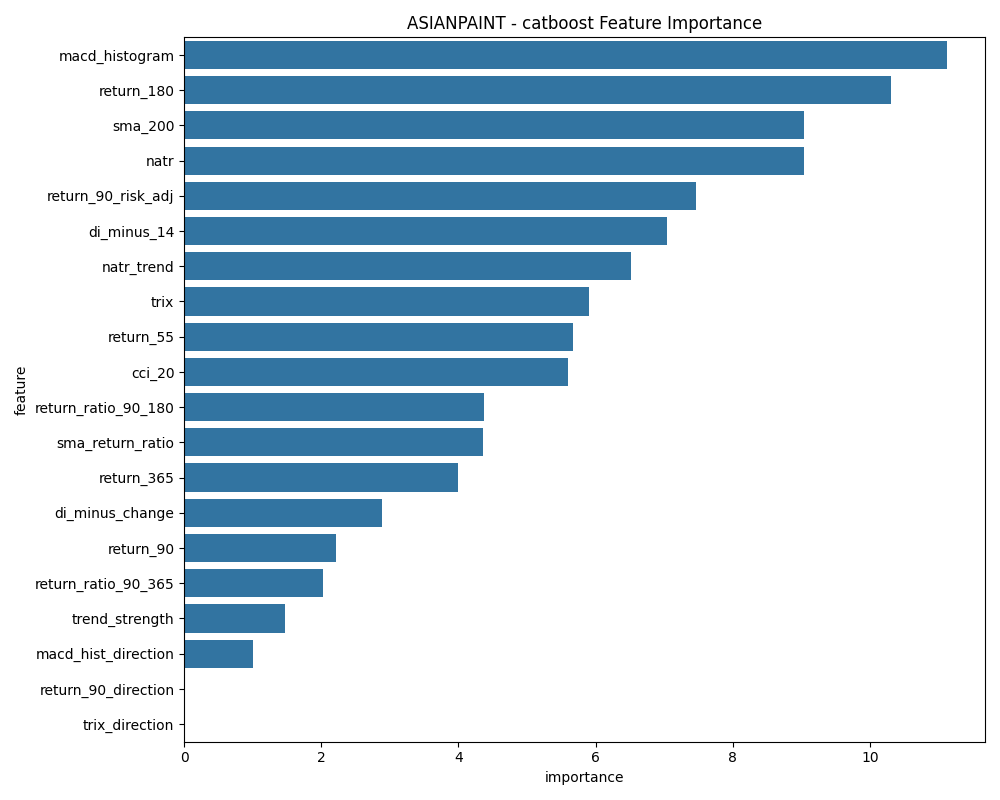 ASIANPAINT - catboost Feature Importance
macd_histogram
return_180
sma_200
natr
return_90_risk_adj
di_minus_14
natr_trend
trix
return_55
cci_20
return_ratio_90_180
sma_return_ratio
return_365
di_minus_change
return_90
return_ratio_90_365
trend_strength
macd_hist_direction
return_90_direction
trix_direction
feature
0 2 4 6 8 10
importance